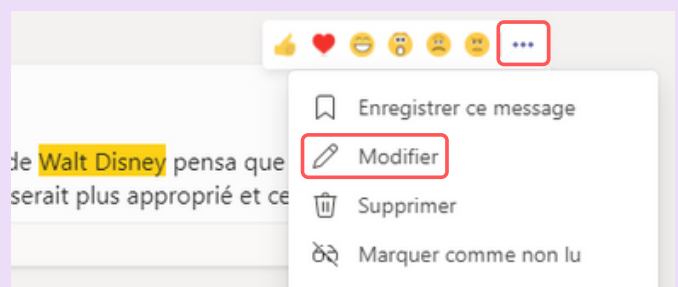 Enregistrer ce message
Modifier
de Walt Disney pensa que
serait plus approprié et ce
Supprimer
Marquer comme non lu